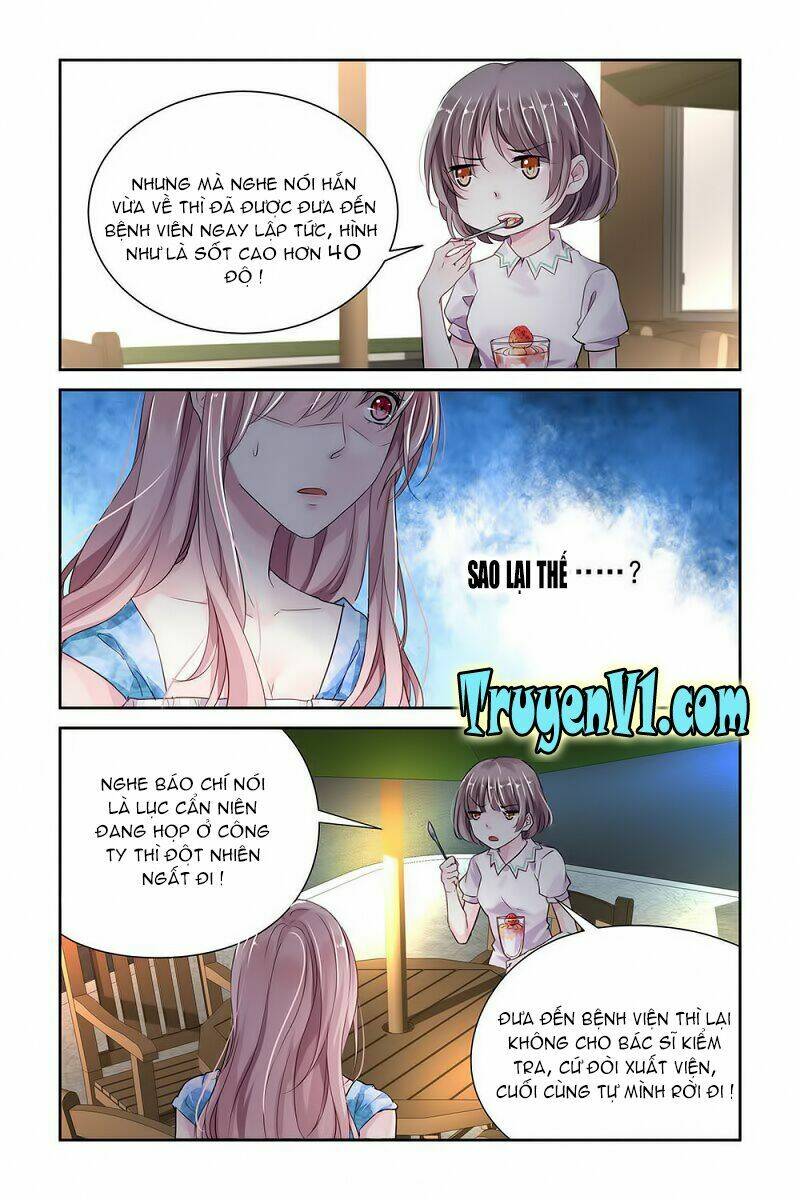 NHƯNG MÀ NGHE NÓI HẮN
VỪA VỀ THÌ ĐÃ ĐƯỢC ĐƯA ĐẾN
BỆNH VIỆN NGAY LẬP TỨC, HÌNH
NHƯ LÀ SỐT CAO HƠN 40
ĐỘ !
SAO LẠI THẾ ······?
TruyenV1.com
NGHE BÁO CHÍ NÓI
LÀ LỤC CẨN NIÊN
ĐANG HỌP Ở CÔNG
TY THÌ ĐỘT NHIÊN
NGẤT ĐI !
ĐƯA ĐẾN BỆNH VIỆN THÌ LẠI
KHÔNG CHO BÁC SĨ KIỂM
TRA, CỨ ĐÒI XUẤT VIỆN,
CUỐI CÙNG TỰ MÌNH RỜI ĐI !